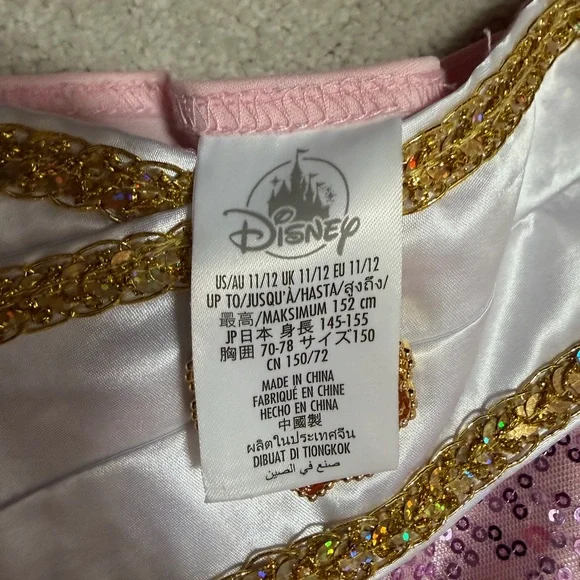 Disney
US/AU 11/12 UK 11/12 EU 11/12
UP TO/JUSQU'À/HASTA/สูงถึง/
最高/MAKSIMUM 152 cm
JP日本 身長 145-155
胸囲 70-78 サイズ150
CN 150/72
MADE IN CHINA
FABRIQUÉ EN CHINE
HECHO EN CHINA
中國製
ผลิตในประเทศจีน
DIBUAT DI TIONGKOK
صنع في الصين